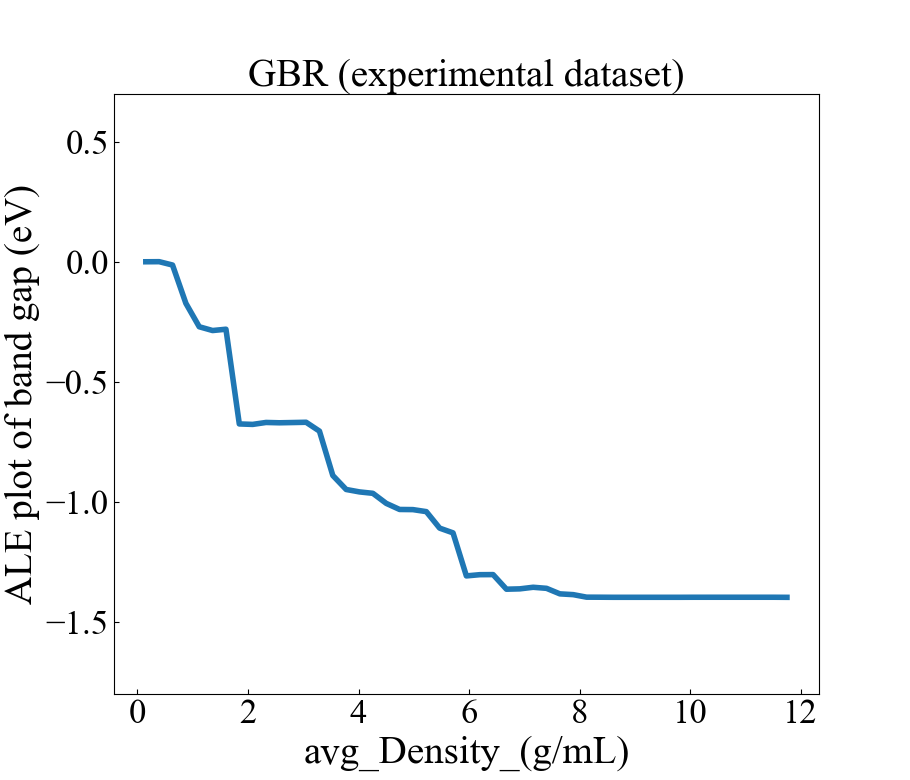 GBR (experimental dataset)
ALE plot of band gap (eV)
0.5
0.0
−0.5
−1.0
−1.5
0 2 4 6 8 10 12
avg_Density_(g/mL)